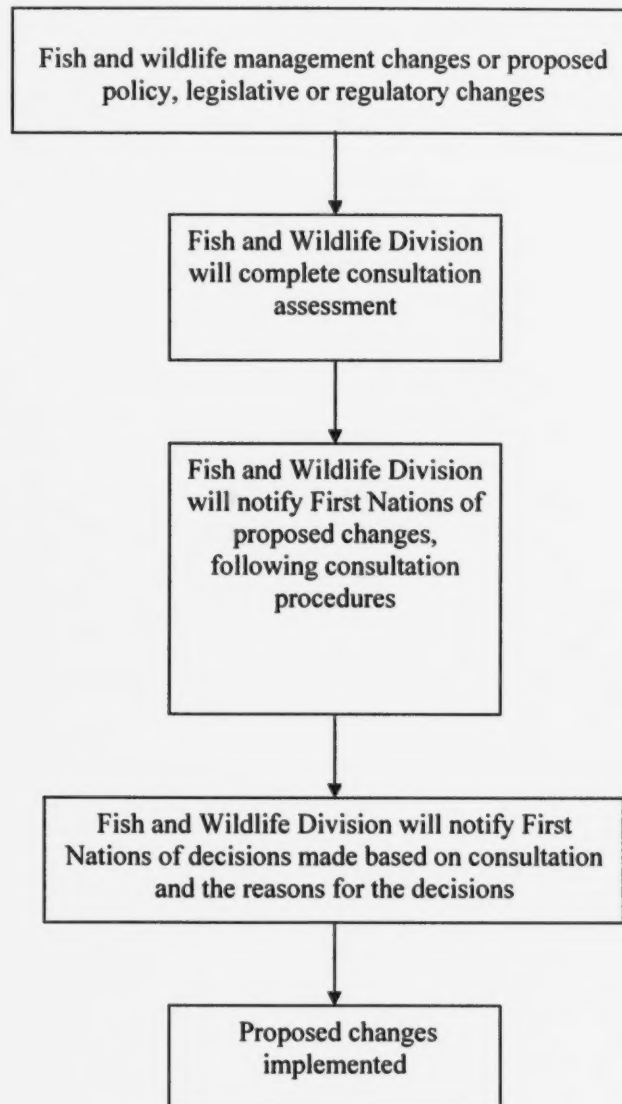 Fish and wildlife management changes or proposed
policy, legislative or regulatory changes
Fish and Wildlife Division
will complete consultation
assessment
Fish and Wildlife Division
will notify First Nations of
proposed changes,
following consultation
procedures
Fish and Wildlife Division will notify First
Nations of decisions made based on consultation
and the reasons for the decisions
Proposed changes
implemented